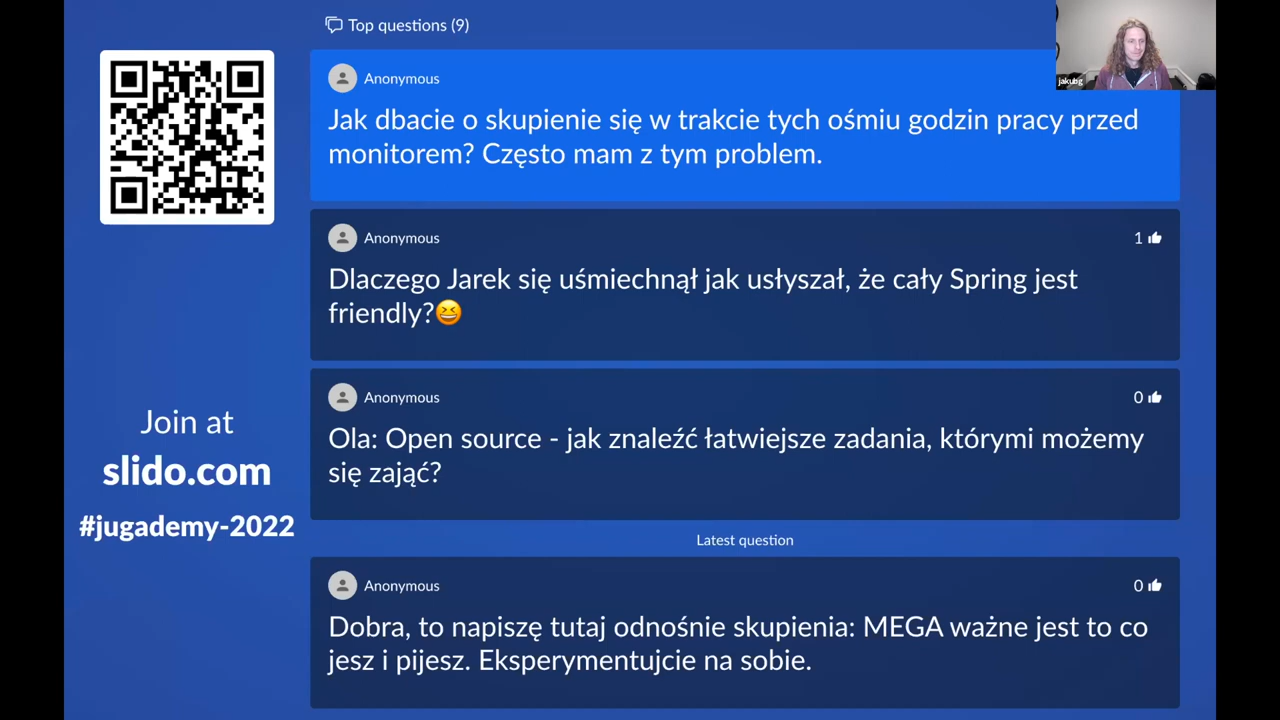 Top questions (9)
jakubg
Anonymous
Jak dbacie o skupienie się w trakcie tych ośmiu godzin pracy przed
monitorem? Często mam z tym problem.
Anonymous
1
Dlaczego Jarek się uśmiechnął jak usłyszał, że cały Spring jest
friendly?😆
Anonymous
0
Ola: Open source - jak znaleźć łatwiejsze zadania, którymi możemy
się zająć?
Join at
slido.com
#jugademy-2022
Latest question
Anonymous
0
Dobra, to napiszę tutaj odnośnie skupienia: MEGA ważne jest to co
jesz i pijesz. Eksperymentujcie na sobie.